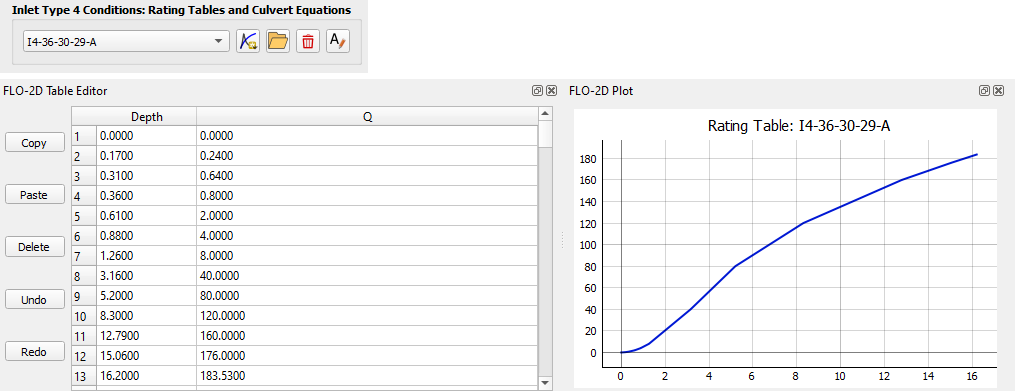 Inlet Type 4 Conditions: Rating Tables and Culvert Equations
I4-36-30-29-A
FLO-2D Table Editor
Copy
Paste
Delete
Undo
Redo
Depth Q
1 0.0000 0.0000
2 0.1700 0.2400
3 0.3100 0.6400
4 0.3600 0.8000
5 0.6100 2.0000
6 0.8800 4.0000
7 1.2600 8.0000
8 3.1600 40.0000
9 5.2000 80.0000
10 8.3000 120.0000
11 12.7900 160.0000
12 15.0600 176.0000
13 16.2000 183.5300
FLO-2D Plot
Rating Table: I4-36-30-29-A
180
160
140
120
100
80
60
40
20
0
0 2 4 6 8 10 12 14 16